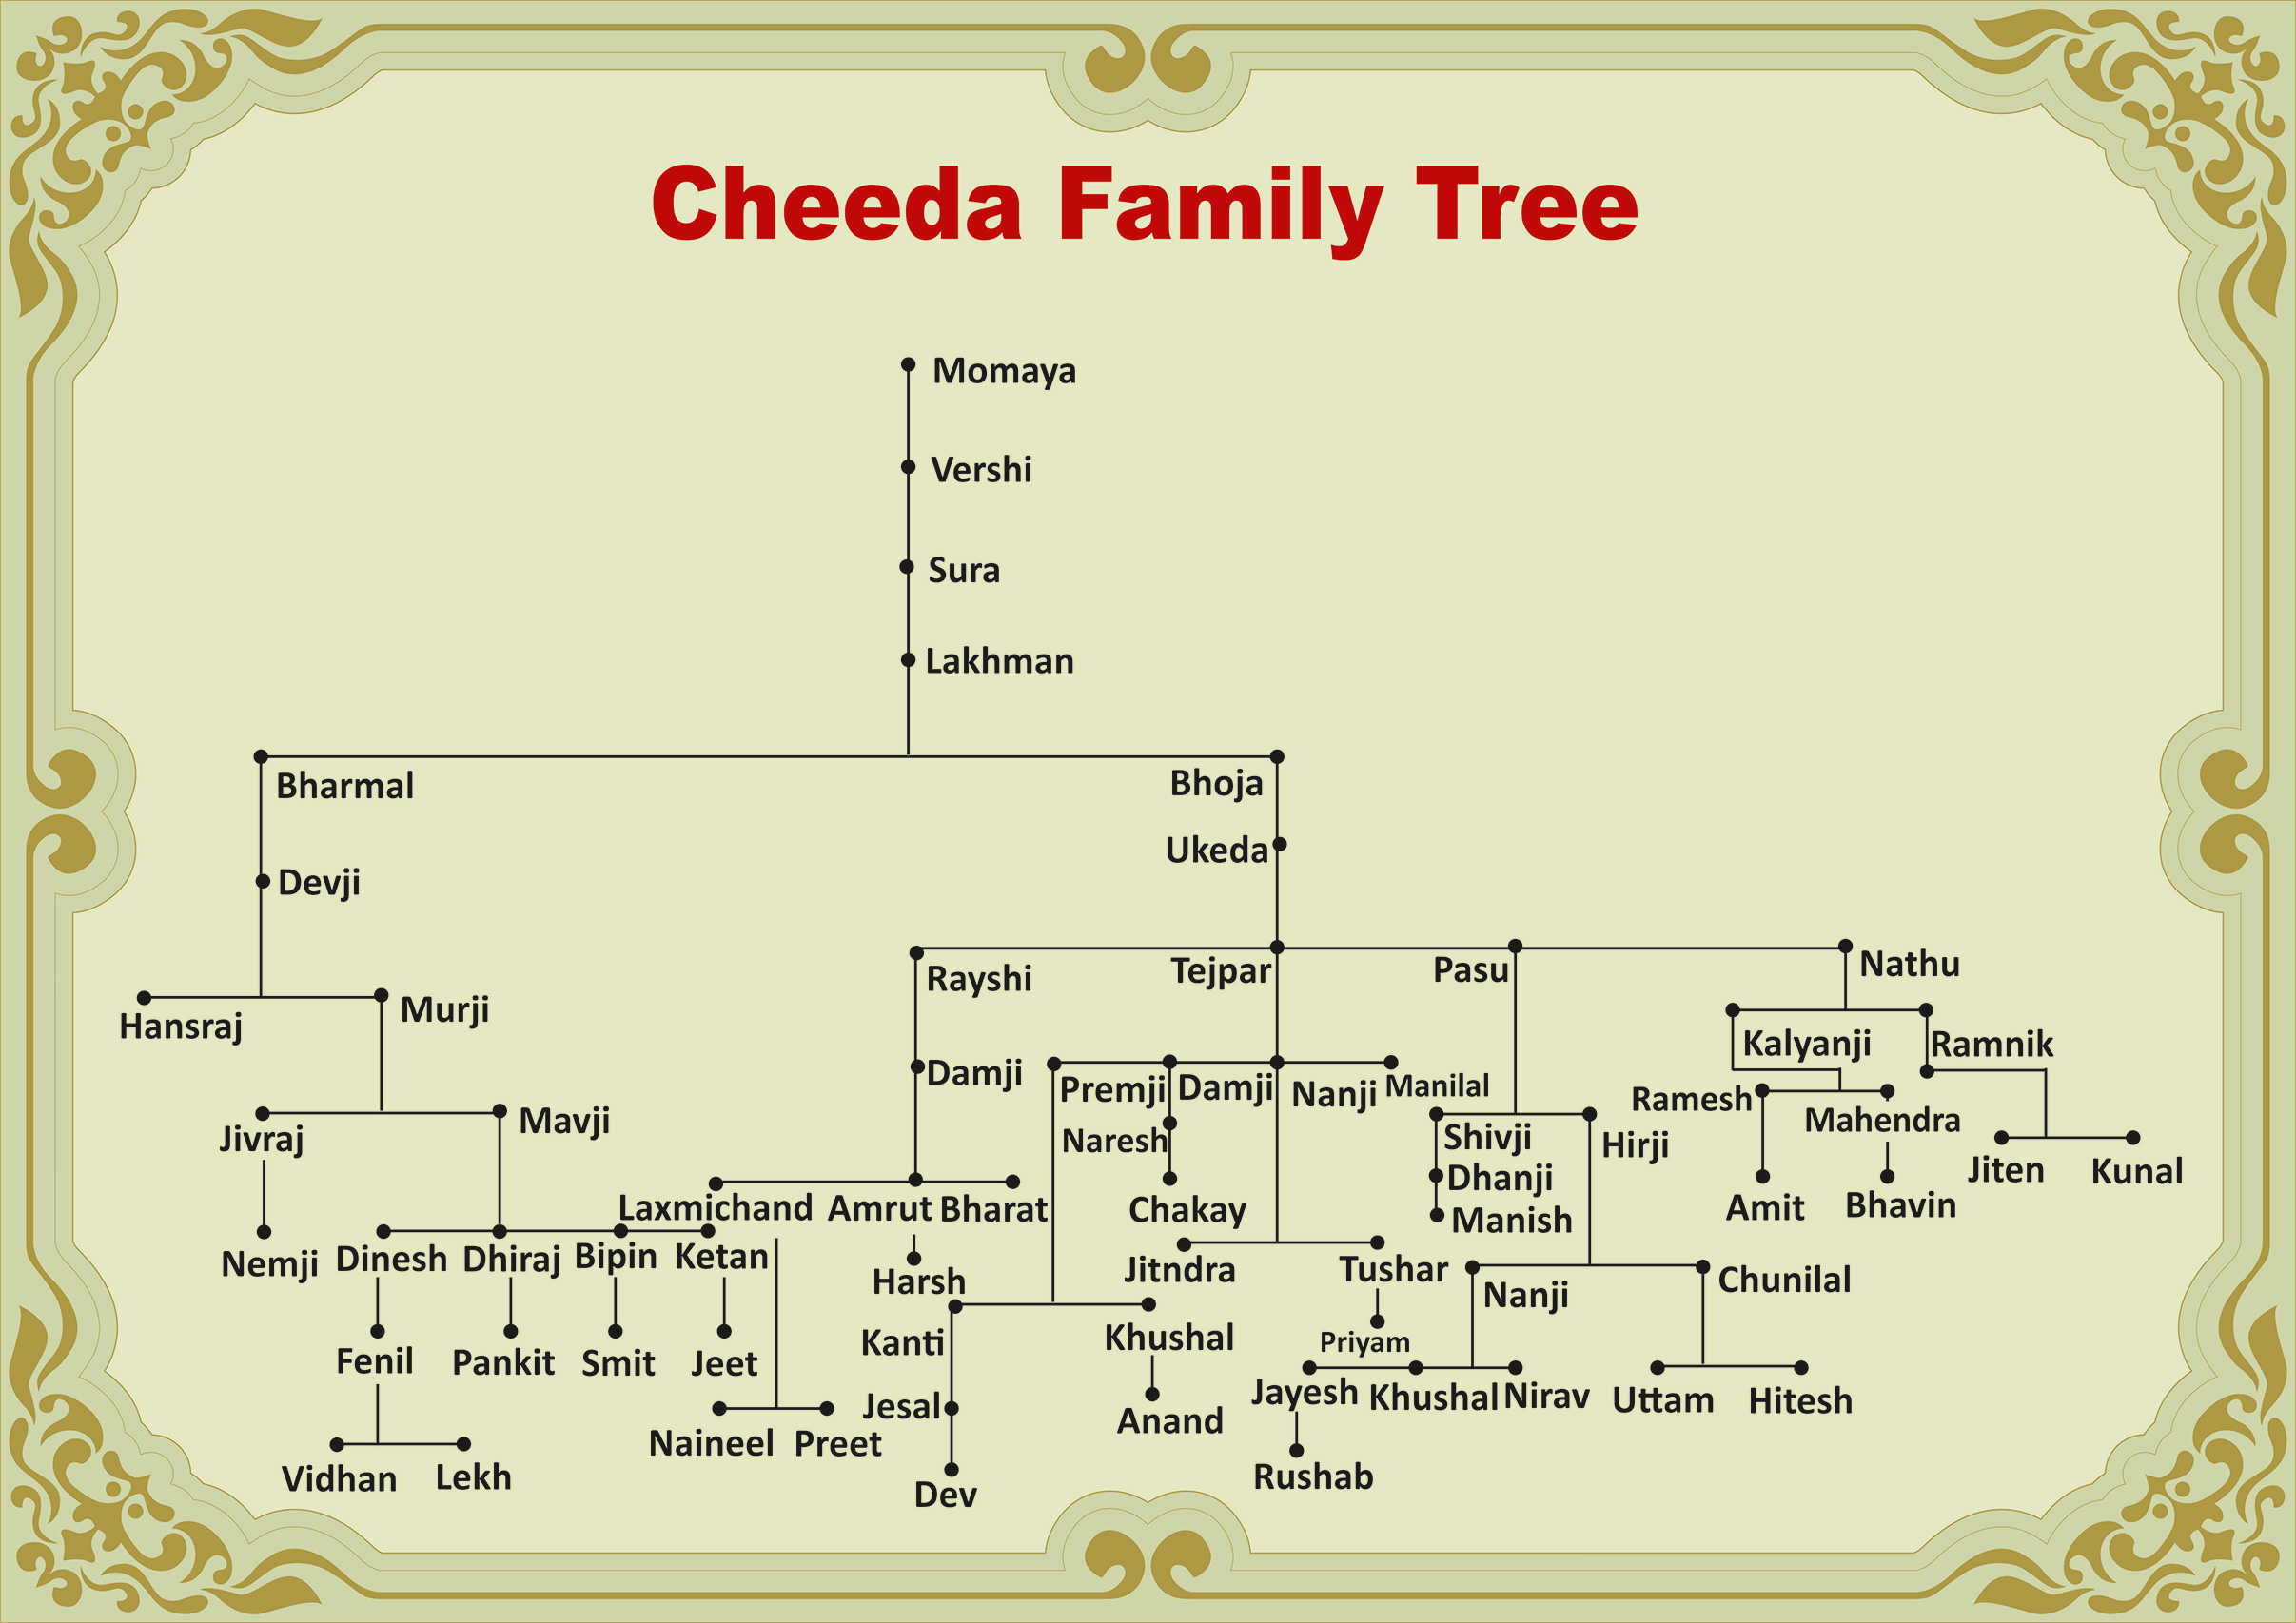 Cheeda Family Tree
Momaya
Vershi
Sura
Lakhman
Bharmal
Bhoja
Ukeda
Devji
Rayshi
Tejpar
Pasu
Nathu
Hansraj
Murji
Kalyanji
Ramnik
Damji
Premji
Damji
Nanji
Manilal
Ramesh
Mahendra
Jivraj
Mavji
Naresh
Shivji
Hirji
Jiten
Kunal
Dhanji
Laxmichand
Amrut
Bharat
Chakay
Manish
Amit
Bhavin
Nemji
Dinesh
Dhiraj
Bipin
Ketan
Harsh
Jitndra
Tushar
Nanji
Chunilal
Kanti
Khushal
Priyam
Fenil
Pankit
Smit
Jeet
Jesal
Anand
Jayesh
Khushal
Nirav
Uttam
Hitesh
Naineel
Preet
Vidhan
Lekh
Dev
Rushab